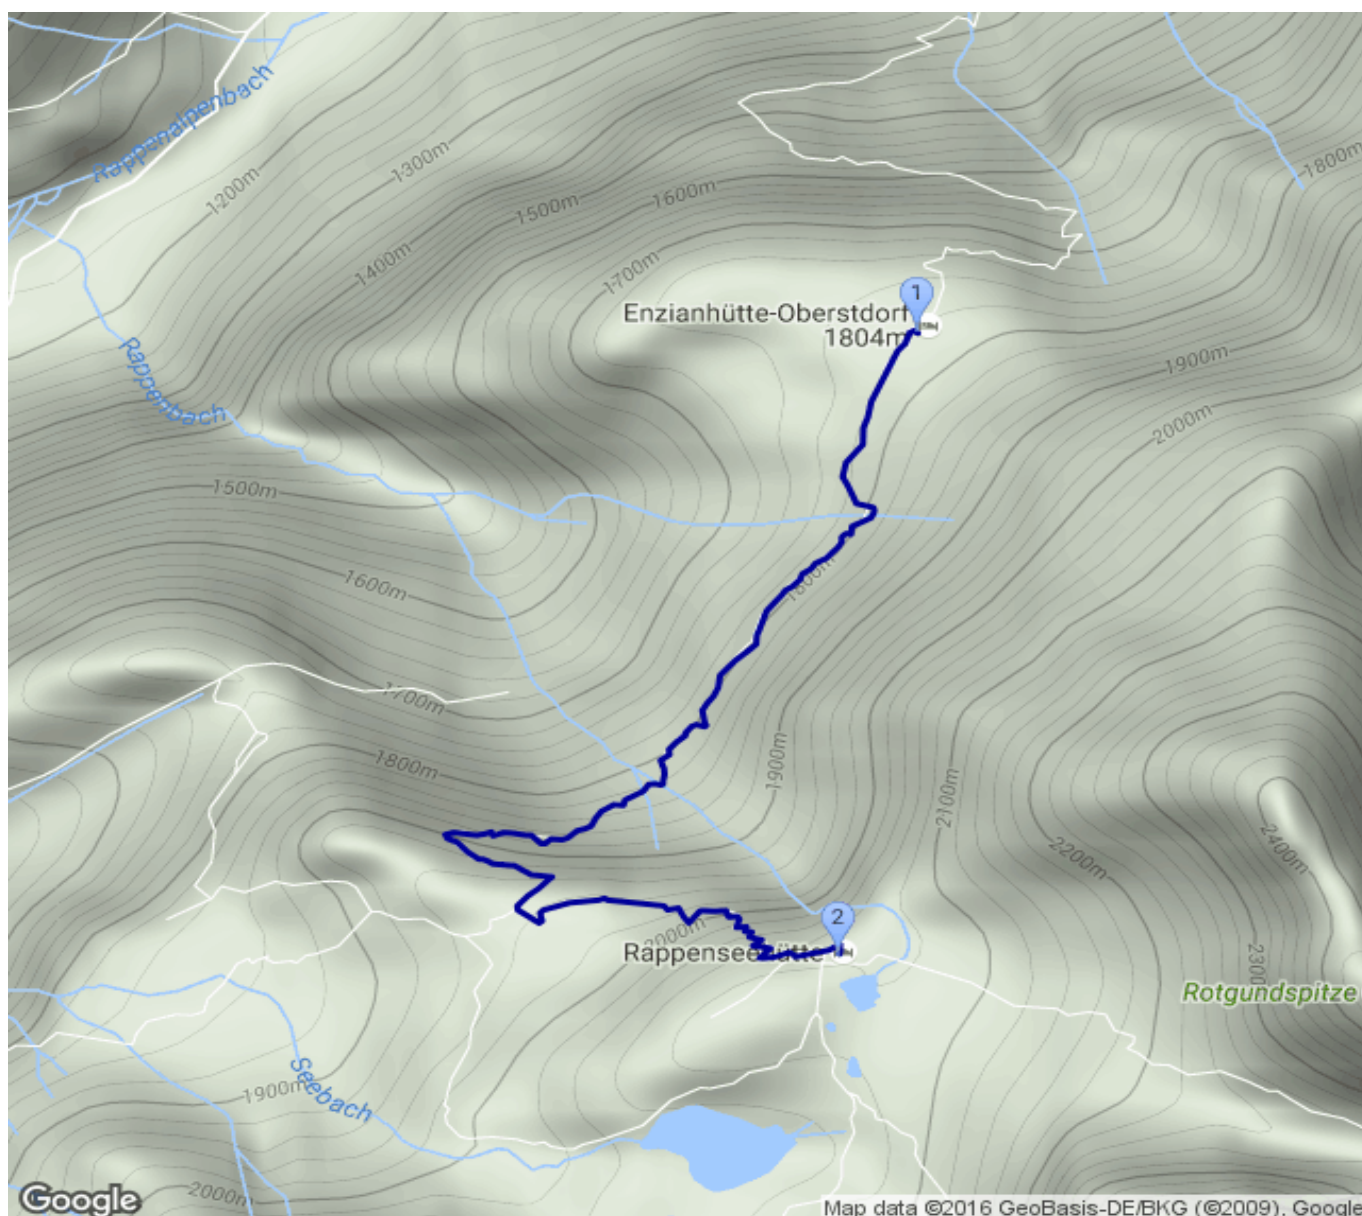 Rappenalpenbach
1200m
1300m
1400m
1500m
1600m
1700m
1800m
1
Enzianhütte-Oberstdorf
1804m
1900m
2000m
Rappenbach
1500m
1600m
1700m
1800m
1800m
1900m
2100m
2200m
2400m
2300
2
2000m
Rappenseehütte
Rotgundspitze
Seebach
1900m
2000m
Google
Map data ©2016 GeoBasis-DE/BKG (©2009), Google